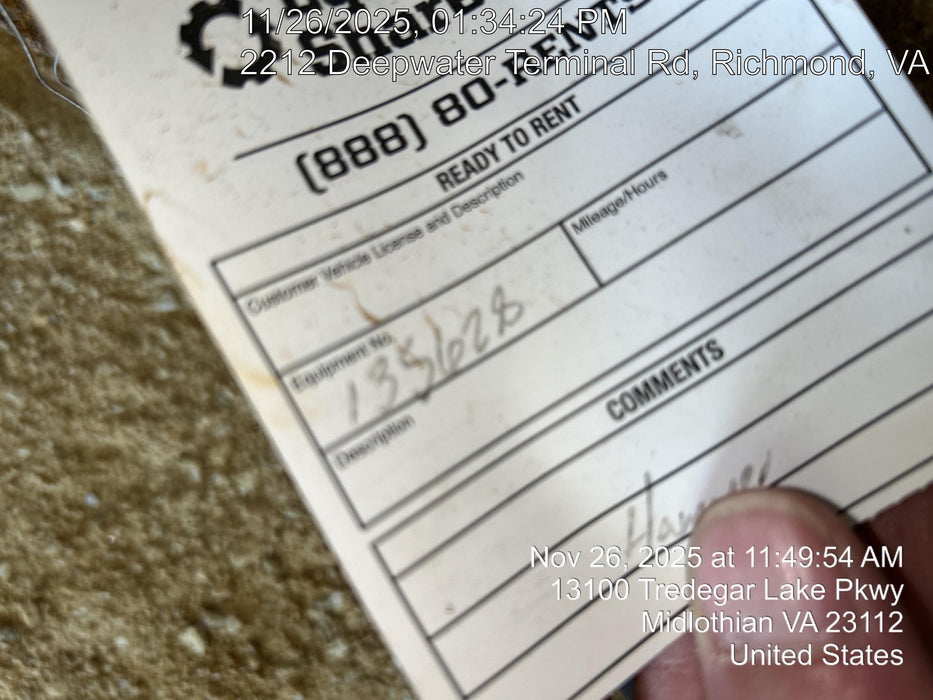 11/26/2025, 01:34:24 PM
2212 Deepwater Terminal Rd, Richmond, VA
(888) 80-RENTS
READY TO RENT
Customer Vehicle License and Description
Mileage/Hours
Equipment No.
135628
Description
COMMENTS
Nov 26, 2025 at 11:49:54 AM
13100 Tredegar Lake Pkwy
Midlothian VA 23112
United States